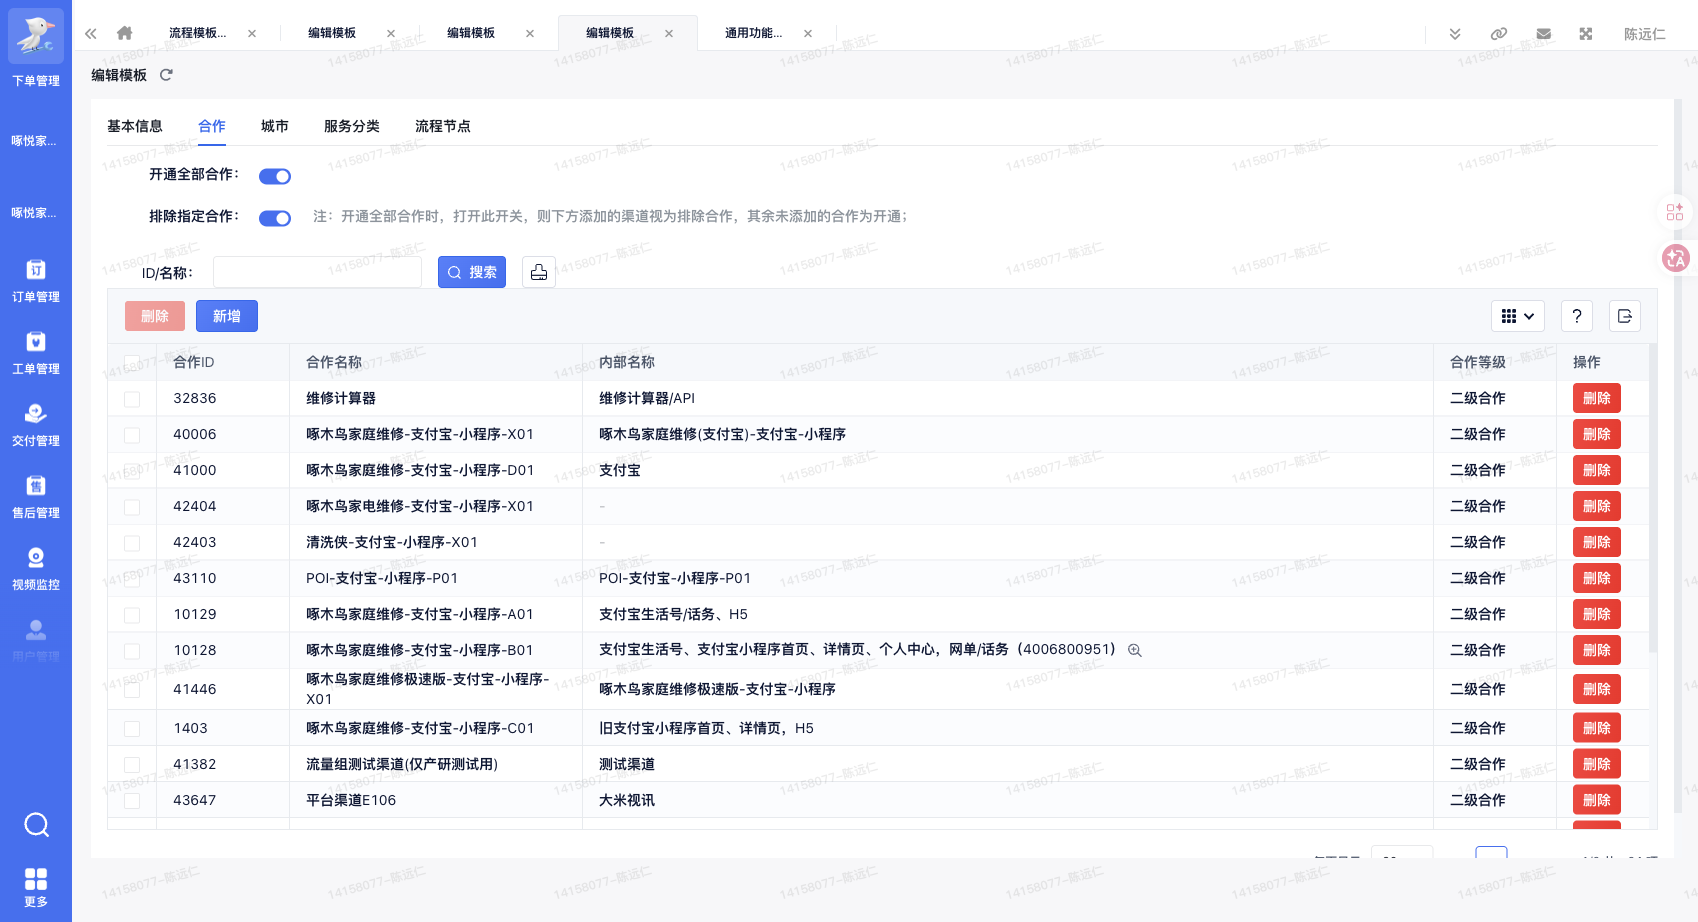 流程模板...
编辑模板
编辑模板
编辑模板
通用功能...
陈远仁
下单管理
啄悦家...
啄悦家...
订
订单管理
工单管理
交付管理
售
售后管理
视频监控
用户管理
更多
编辑模板
基本信息 合作 城市 服务分类 流程节点
开通全部合作：
排除指定合作： 注：开通全部合作时，打开此开关，则下方添加的渠道视为排除合作，其余未添加的合作为开通；
ID/名称： 搜索
删除 新增 ?
合作ID 合作名称 内部名称 合作等级 操作
32836 维修计算器 维修计算器/API 二级合作 删除
40006 啄木鸟家庭维修-支付宝-小程序-X01 啄木鸟家庭维修(支付宝)-支付宝-小程序 二级合作 删除
41000 啄木鸟家庭维修-支付宝-小程序-D01 支付宝 二级合作 删除
42404 啄木鸟家电维修-支付宝-小程序-X01 - 二级合作 删除
42403 清洗侠-支付宝-小程序-X01 - 二级合作 删除
43110 POI-支付宝-小程序-P01 POI-支付宝-小程序-P01 二级合作 删除
10129 啄木鸟家庭维修-支付宝-小程序-A01 支付宝生活号/话务、H5 二级合作 删除
10128 啄木鸟家庭维修-支付宝-小程序-B01 支付宝生活号、支付宝小程序首页、详情页、个人中心，网单/话务（4006800951） 二级合作 删除
41446 啄木鸟家庭维修极速版-支付宝-小程序-
X01 啄木鸟家庭维修极速版-支付宝-小程序 二级合作 删除
1403 啄木鸟家庭维修-支付宝-小程序-C01 旧支付宝小程序首页、详情页，H5 二级合作 删除
41382 流量组测试渠道(仅产研测试用) 测试渠道 二级合作 删除
43647 平台渠道E106 大米视讯 二级合作 删除
14158077-陈远仁